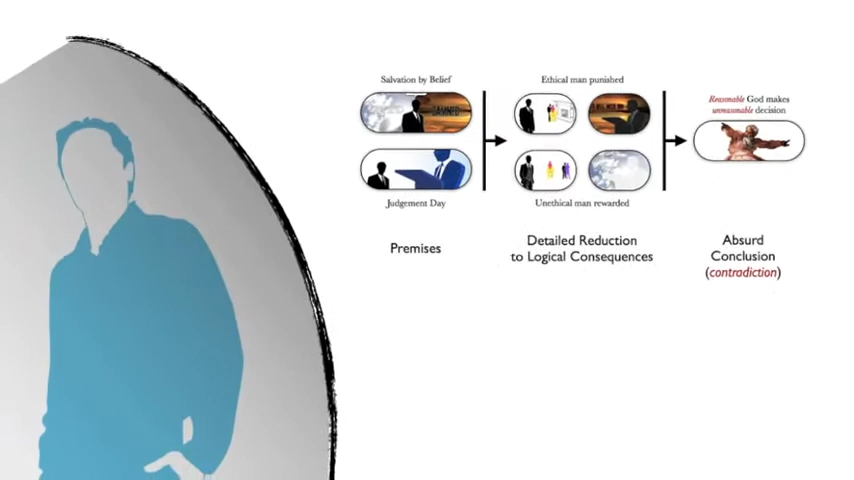 Salvation by Belief
Judgement Day
Premises
Ethical man punished
Unethical man rewarded
Detailed Reduction
to Logical Consequences
Reasonable God makes
unreasonable decision
Absurd
Conclusion
(contradiction)